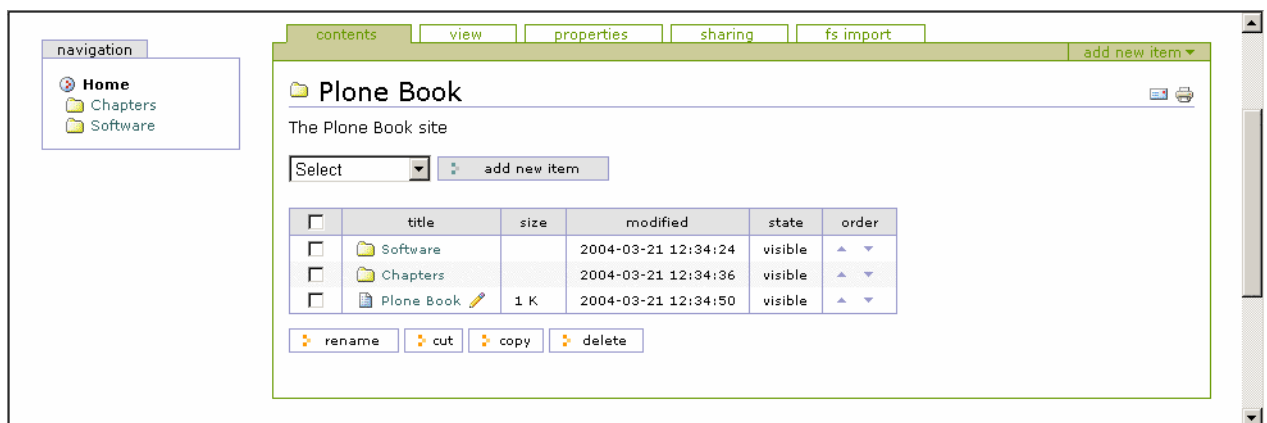 contents view properties sharing fs import
navigation
add new item
Home
Plone Book
Chapters
Software
The Plone Book site
Select add new item
title size modified state order
Software 2004-03-21 12:34:24 visible
Chapters 2004-03-21 12:34:36 visible
Plone Book 1 K 2004-03-21 12:34:50 visible
rename cut copy delete